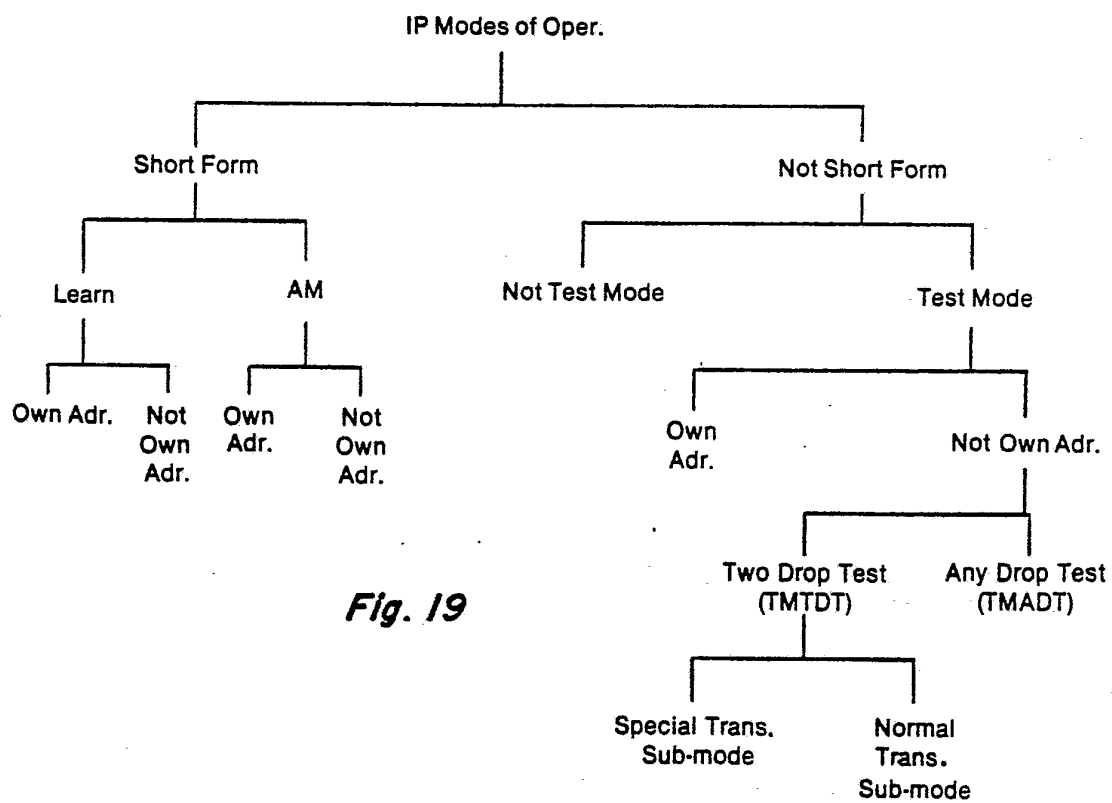 IP Modes of Oper.
Short Form
Not Short Form
Learn
AM
Not Test Mode
Test Mode
Own Adr.
Not
Own
Adr.
Own
Adr.
Not
Own
Adr.
Own
Adr.
Not Own Adr.
Two Drop Test
(TMTDT)
Any Drop Test
(TMADT)
Fig. 19
Special Trans.
Sub-mode
Normal
Trans.
Sub-mode